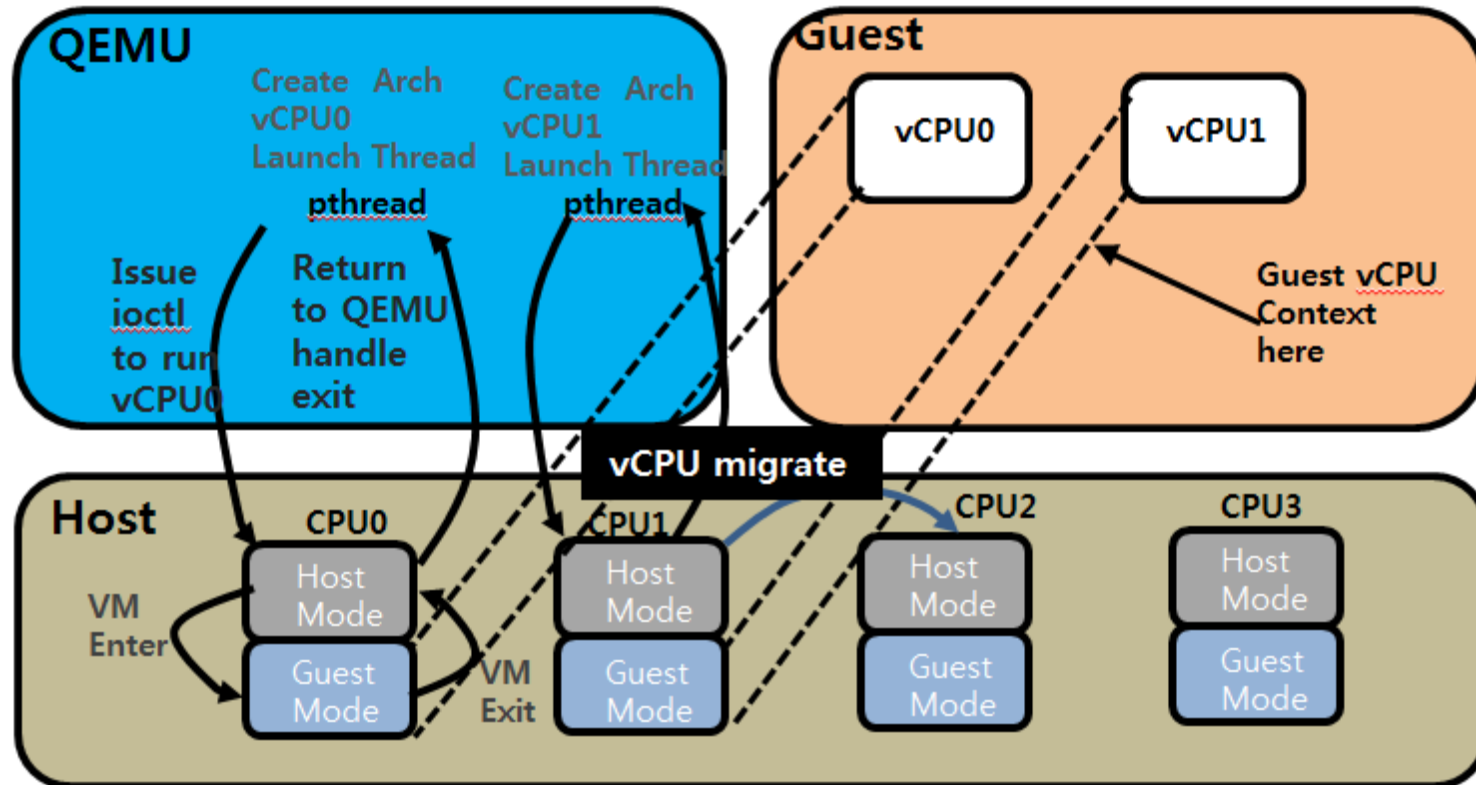 QEMU
Create Arch
vCPU0
Launch Thread
pthread
Create Arch
vCPU1
Launch Thread
pthread
Issue
ioctl
to run
vCPU0
Return
to QEMU
handle
exit
Guest
vCPU0
vCPU1
Guest vCPU
Context
here
vCPU migrate
Host
CPU0
Host
Mode
Guest
Mode
VM
Enter
VM
Exit
CPU1
Host
Mode
Guest
Mode
CPU2
Host
Mode
Guest
Mode
CPU3
Host
Mode
Guest
Mode